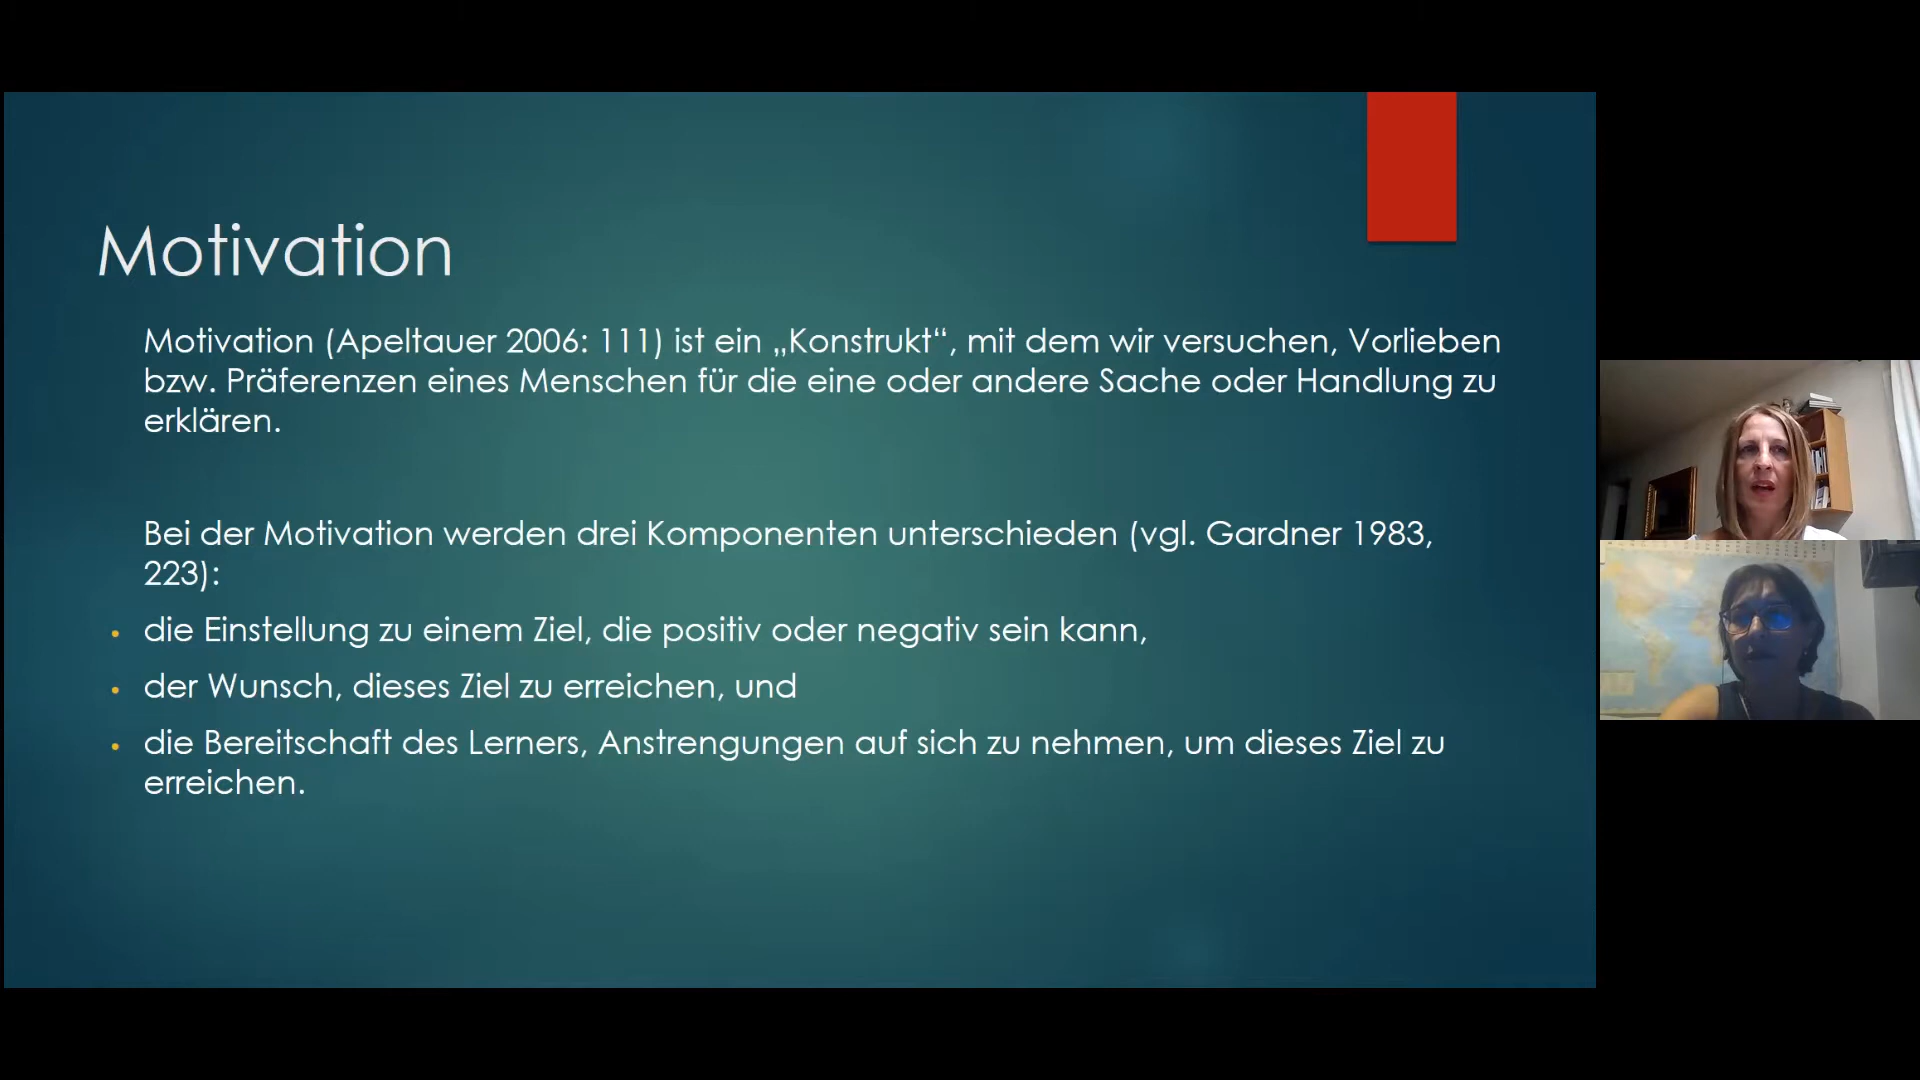 Motivation
Motivation (Apeltauer 2006: 111) ist ein „Konstrukt“, mit dem wir versuchen, Vorlieben
bzw. Präferenzen eines Menschen für die eine oder andere Sache oder Handlung zu
erklären.
Bei der Motivation werden drei Komponenten unterschieden (vgl. Gardner 1983,
223):
• die Einstellung zu einem Ziel, die positiv oder negativ sein kann,
• der Wunsch, dieses Ziel zu erreichen, und
• die Bereitschaft des Lerners, Anstrengungen auf sich zu nehmen, um dieses Ziel zu
erreichen.